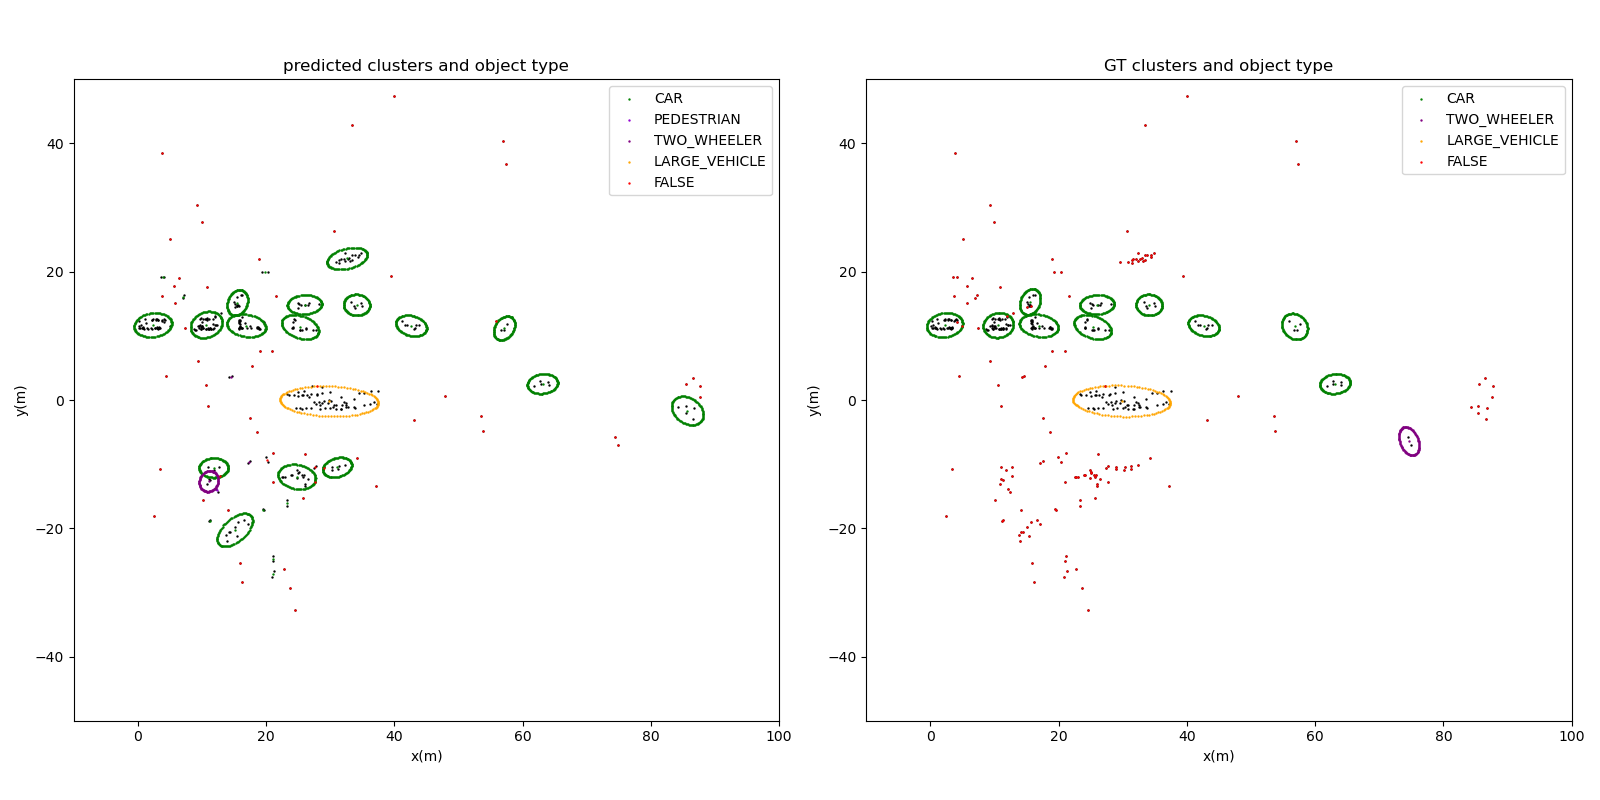 predicted clusters and object type
CAR
PEDESTRIAN
TWO_WHEELER
LARGE_VEHICLE
FALSE
40
20
0
−20
−40
y(m)
0 20 40 60 80 100
x(m)
GT clusters and object type
CAR
TWO_WHEELER
LARGE_VEHICLE
FALSE
40
20
0
−20
−40
y(m)
0 20 40 60 80 100
x(m)